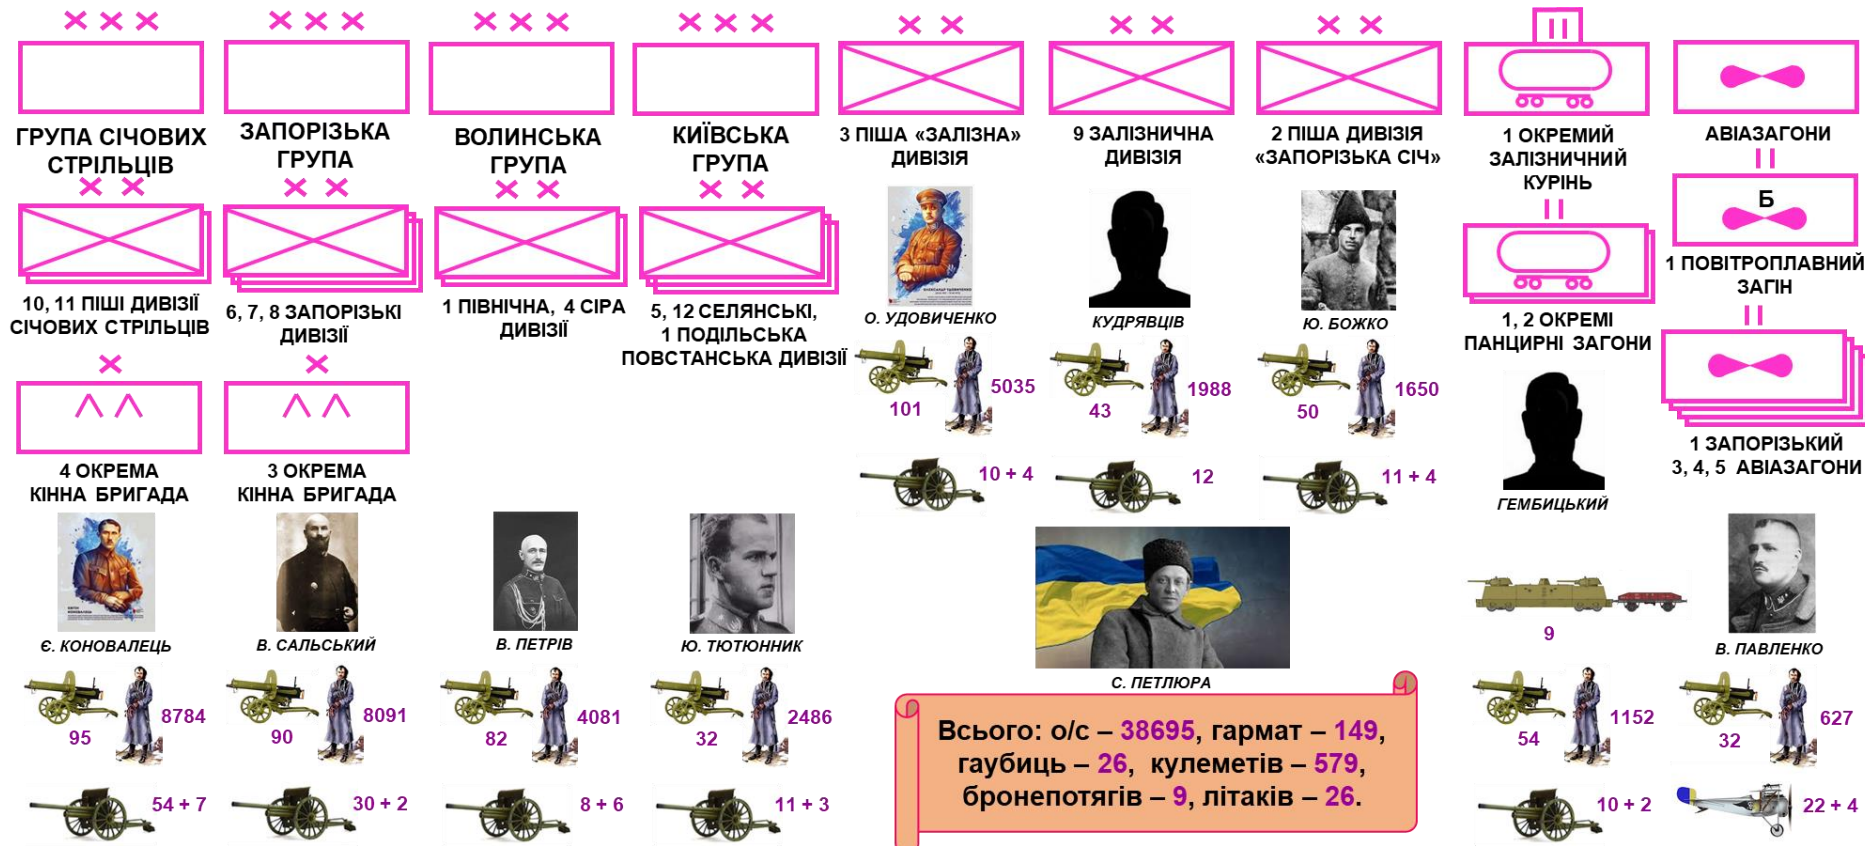 ГРУПА СІЧОВИХ
СТРІЛЬЦІВ
10, 11 ПІШІ ДИВІЗІЇ
СІЧОВИХ СТРІЛЬЦІВ
4 ОКРЕМА
КІННА БРИГАДА
Є. КОНОВАЛЕЦЬ
8784
95
54 + 7
ЗАПОРІЗЬКА
ГРУПА
6, 7, 8 ЗАПОРІЗЬКІ
ДИВІЗІЇ
3 ОКРЕМА
КІННА БРИГАДА
В. САЛЬСЬКИЙ
8091
90
30 + 2
ВОЛИНСЬКА
ГРУПА
1 ПІВНІЧНА, 4 СІРА
ДИВІЗІЇ
В. ПЕТРІВ
4081
82
8 + 6
КИЇВСЬКА
ГРУПА
5, 12 СЕЛЯНСЬКІ,
1 ПОДІЛЬСЬКА
ПОВСТАНСЬКА ДИВІЗІЇ
Ю. ТЮТЮННИК
2486
32
11 + 3
3 ПІША «ЗАЛІЗНА»
ДИВІЗІЯ
О. УДОВИЧЕНКО
5035
101
10 + 4
9 ЗАЛІЗНИЧНА
ДИВІЗІЯ
КУДРЯВЦІВ
1988
43
12
2 ПІША ДИВІЗІЯ
«ЗАПОРІЗЬКА СІЧ»
Ю. БОЖКО
1650
50
11 + 4
С. ПЕТЛЮРА
Всього: о/с – 38695, гармат – 149,
гаубиць – 26, кулеметів – 579,
бронепотягів – 9, літаків – 26.
1 ОКРЕМИЙ
ЗАЛІЗНИЧНИЙ
КУРІНЬ
1, 2 ОКРЕМІ
ПАНЦИРНІ ЗАГОНИ
ГЕМБИЦЬКИЙ
9
1152
54
10 + 2
АВІАЗАГОНИ
Б
1 ПОВІТРОПЛАВНИЙ
ЗАГІН
1 ЗАПОРІЗЬКИЙ
3, 4, 5 АВІАЗАГОНИ
В. ПАВЛЕНКО
627
32
22 + 4